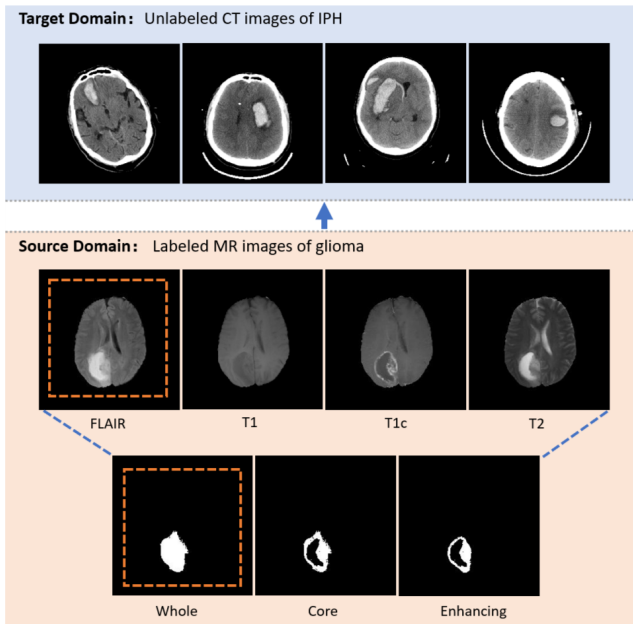 Target Domain: Unlabeled CT images of IPH
Source Domain: Labeled MR images of glioma
FLAIR T1 T1c T2
Whole Core Enhancing